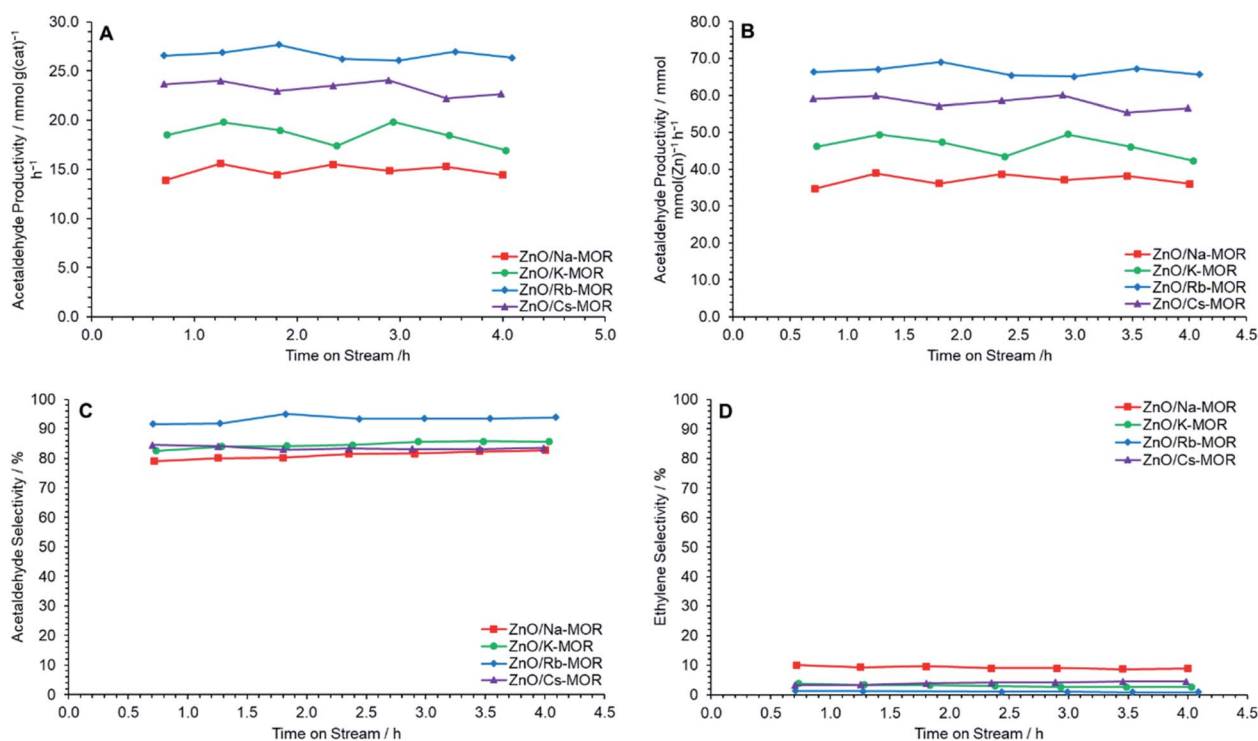 A
Acetaldehyde Productivity / mmol g(cat)⁻¹
h⁻¹
30.0
25.0
20.0
15.0
10.0
5.0
0.0
ZnO/Na-MOR
ZnO/K-MOR
ZnO/Rb-MOR
ZnO/Cs-MOR
0.0 1.0 2.0 3.0 4.0 5.0
Time on Stream /h
B
Acetaldehyde Productivity / mmol
mmol(Zn)⁻¹ h⁻¹
80.0
70.0
60.0
50.0
40.0
30.0
20.0
10.0
0.0
ZnO/Na-MOR
ZnO/K-MOR
ZnO/Rb-MOR
ZnO/Cs-MOR
0.0 0.5 1.0 1.5 2.0 2.5 3.0 3.5 4.0 4.5
Time on Stream /h
C
Acetaldehyde Selectivity / %
100
90
80
70
60
50
40
30
20
10
0
ZnO/Na-MOR
ZnO/K-MOR
ZnO/Rb-MOR
ZnO/Cs-MOR
0.0 0.5 1.0 1.5 2.0 2.5 3.0 3.5 4.0 4.5
Time on Stream / h
D
Ethylene Selectivity / %
100
90
80
70
60
50
40
30
20
10
0
ZnO/Na-MOR
ZnO/K-MOR
ZnO/Rb-MOR
ZnO/Cs-MOR
0.0 0.5 1.0 1.5 2.0 2.5 3.0 3.5 4.0 4.5
Time on Stream / h